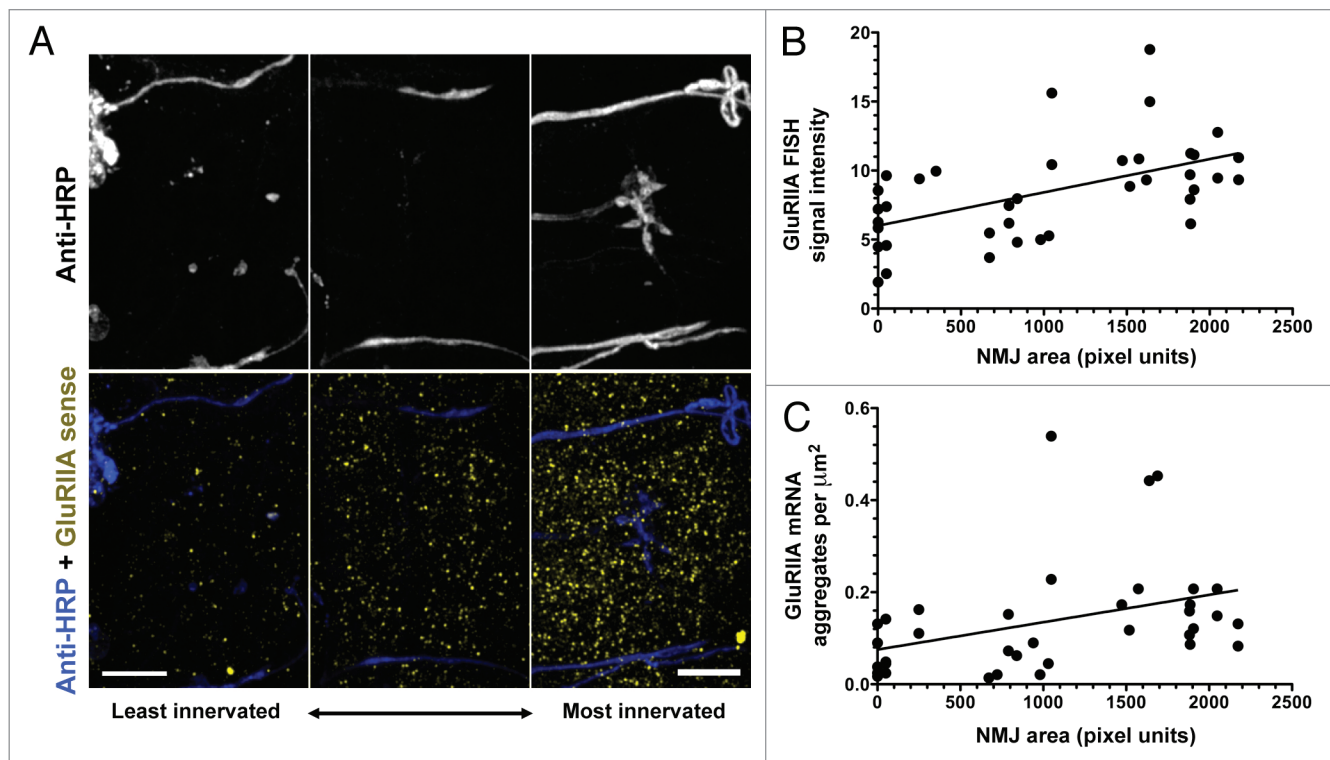 A
Anti-HRP
Anti-HRP + GluRIIA sense
Least innervated
Most innervated
B
GluRIIA FISH
signal intensity
20
15
10
5
0
0 500 1000 1500 2000 2500
NMJ area (pixel units)
C
GluRIIA mRNA
aggregates per μm²
0.6
0.4
0.2
0.0
0 500 1000 1500 2000 2500
NMJ area (pixel units)